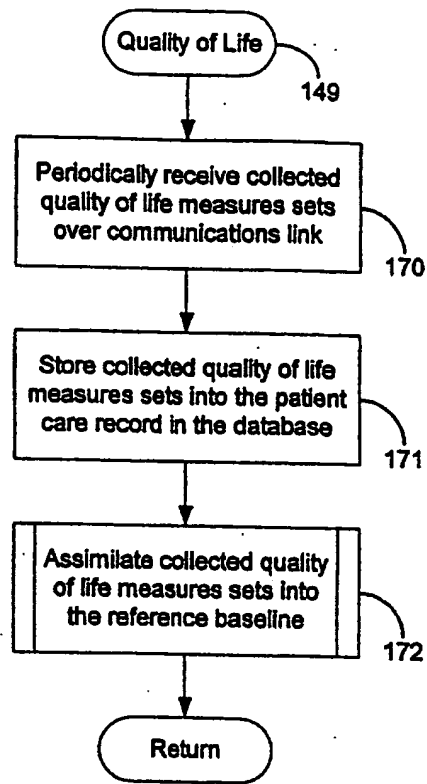 Quality of Life
149
Periodically receive collected
quality of life measures sets
over communications link
170
Store collected quality of life
measures sets into the patient
care record in the database
171
Assimilate collected quality
of life measures sets into
the reference baseline
172
Return